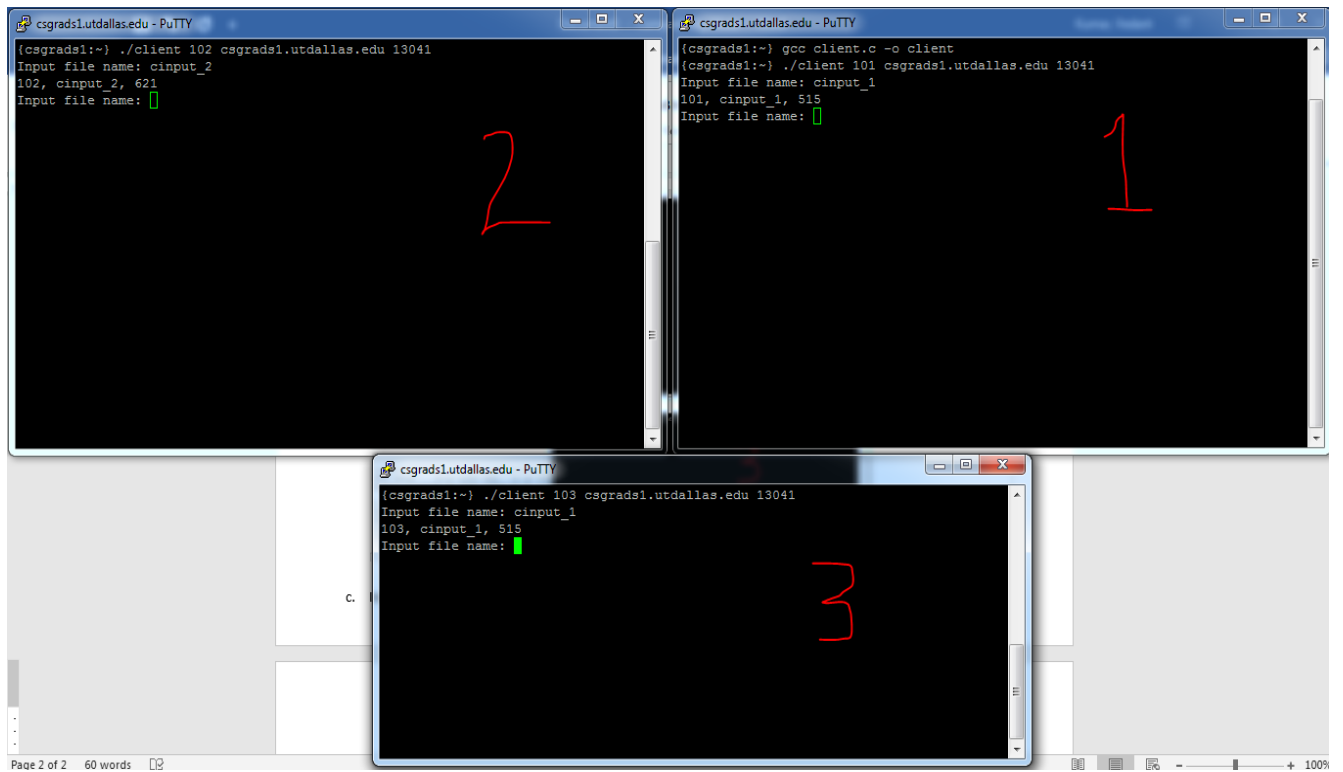 csgrads1.utdallas.edu - PuTTY
{csgrads1:~} ./client 102 csgrads1.utdallas.edu 13041
Input file name: cinput_2
102, cinput_2, 621
Input file name:
2
csgrads1.utdallas.edu - PuTTY
{csgrads1:~} gcc client.c -o client
{csgrads1:~} ./client 101 csgrads1.utdallas.edu 13041
Input file name: cinput_1
101, cinput_1, 515
Input file name:
1
csgrads1.utdallas.edu - PuTTY
{csgrads1:~} ./client 103 csgrads1.utdallas.edu 13041
Input file name: cinput_1
103, cinput_1, 515
Input file name:
3
c.
Page 2 of 2 60 words
100%